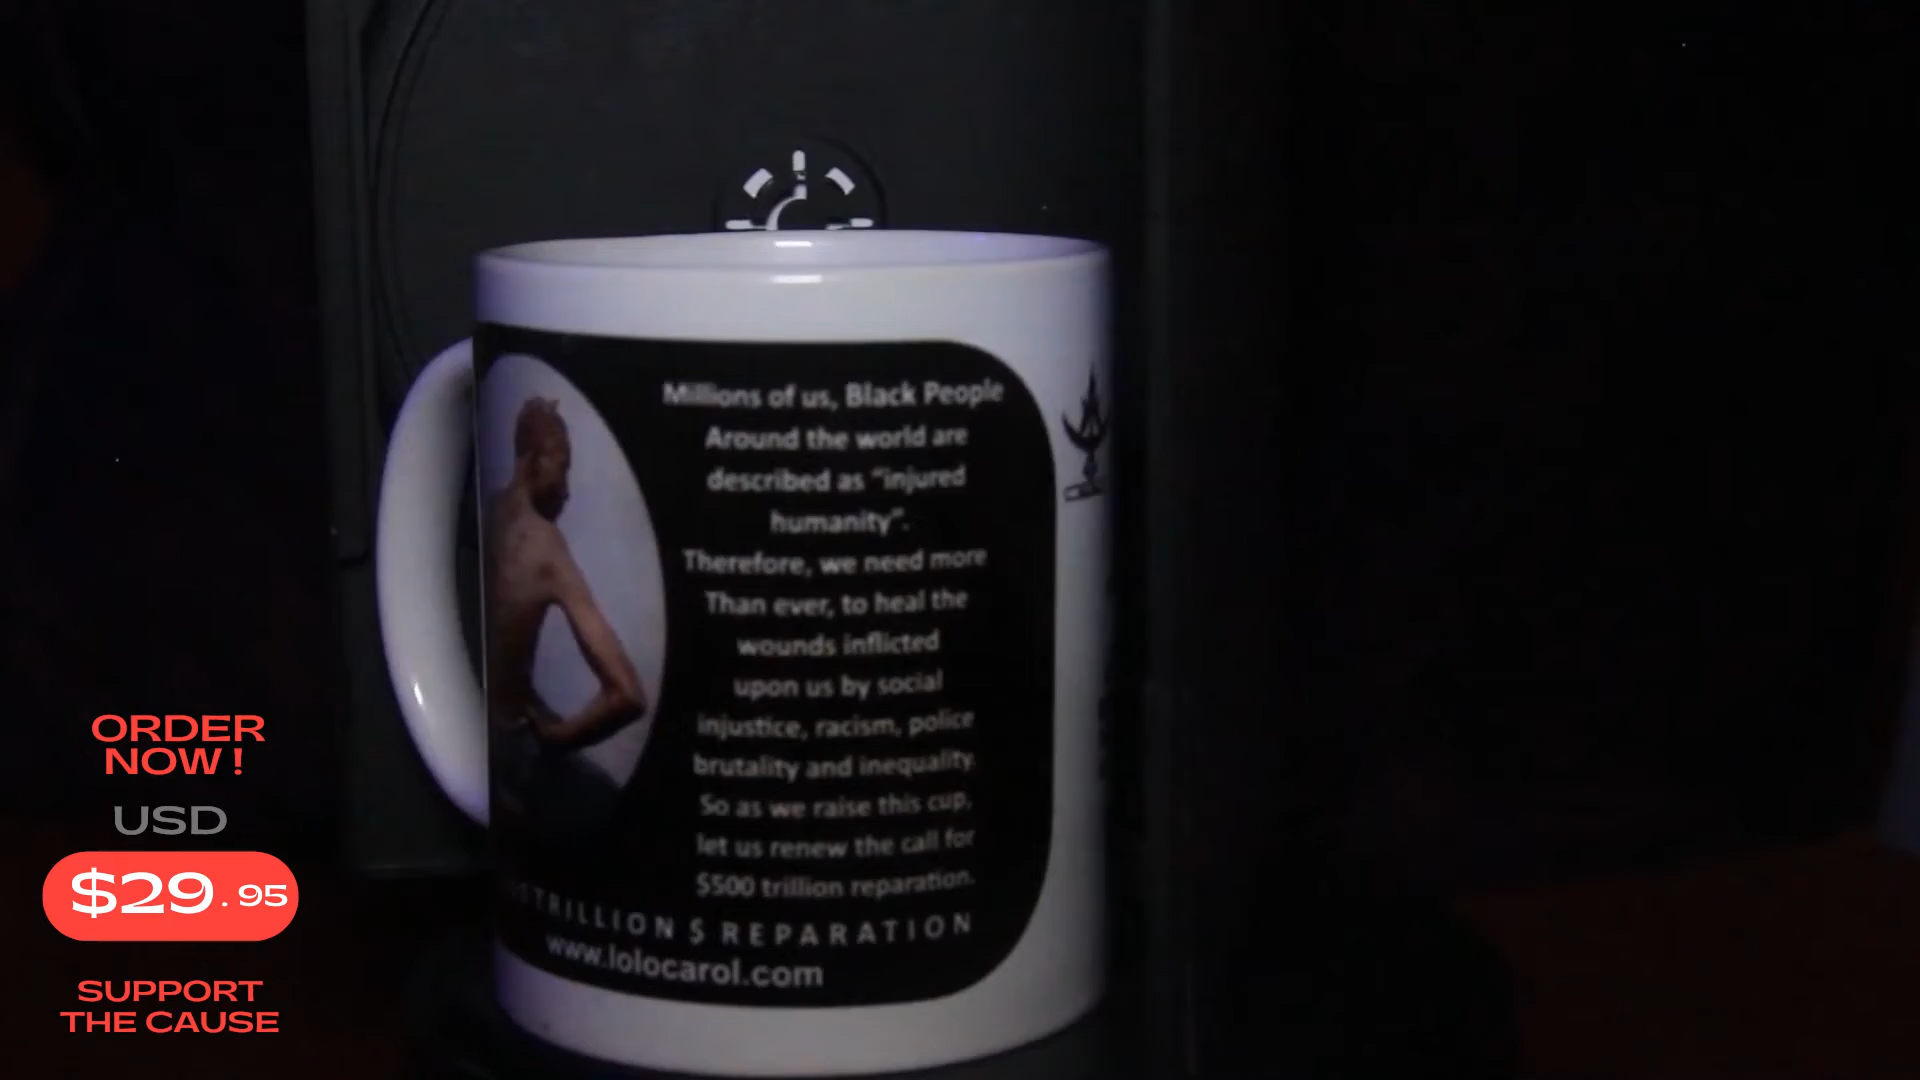 Millions of us, Black People
Around the world are
described as "injured
humanity".
Therefore, we need more
Than ever, to heal the
wounds inflicted
upon us by social
injustice, racism, police
brutality and inequality.
So as we raise this cup,
let us renew the call for
$500 trillion reparation.
TRILLION $ REPARATION
www.lolocarol.com
ORDER
NOW !
USD
$29.95
SUPPORT
THE CAUSE